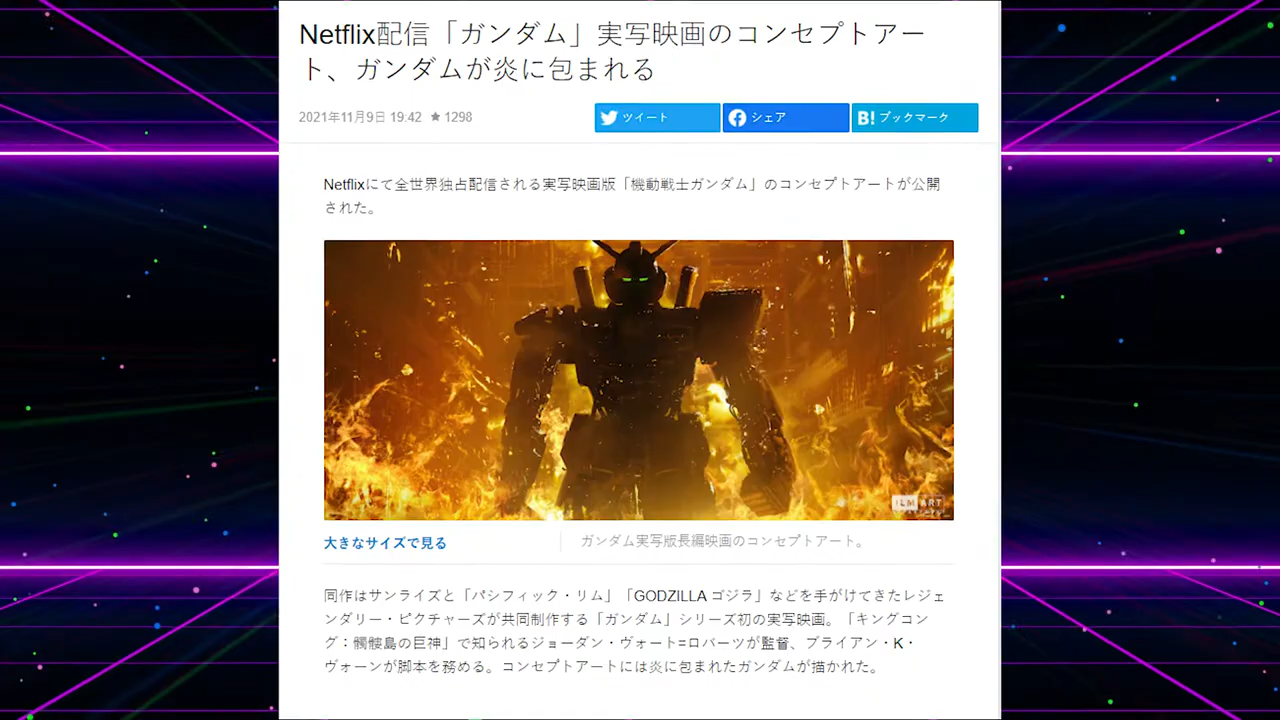 Netflix配信「ガンダム」実写映画のコンセプトアー
ト、ガンダムが炎に包まれる
2021年11月9日 19:42 ★ 1298
ツイート
シェア
B! ブックマーク
Netflixにて全世界独占配信される実写映画版「機動戦士ガンダム」のコンセプトアートが公開
された。
ILM ART
大きなサイズで見る
ガンダム実写版長編映画のコンセプトアート。
同作はサンライズと「パシフィック・リム」「GODZILLA ゴジラ」などを手がけてきたレジェ
ンダリー・ピクチャーズが共同制作する「ガンダム」シリーズ初の実写映画。「キングコン
グ：髑髏島の巨神」で知られるジョーダン・ヴォート=ロバーツが監督、ブライアン・K・
ヴォーンが脚本を務める。コンセプトアートには炎に包まれたガンダムが描かれた。